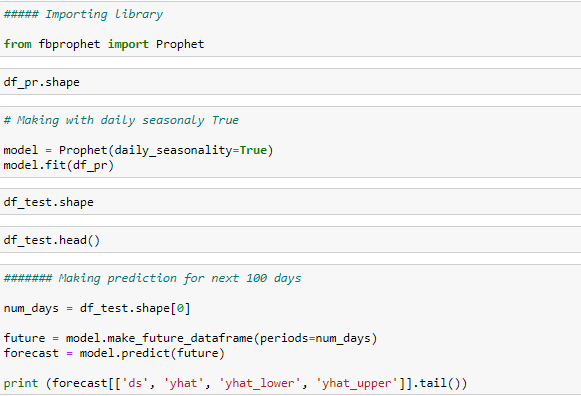 ##### Importing library
from fbprophet import Prophet
df_pr.shape
# Making with daily seasonaly True
model = Prophet(daily_seasonality=True)
model.fit(df_pr)
df_test.shape
df_test.head()
####### Making prediction for next 100 days
num_days = df_test.shape[0]
future = model.make_future_dataframe(periods=num_days)
forecast = model.predict(future)
print (forecast[['ds', 'yhat', 'yhat_lower', 'yhat_upper']].tail())